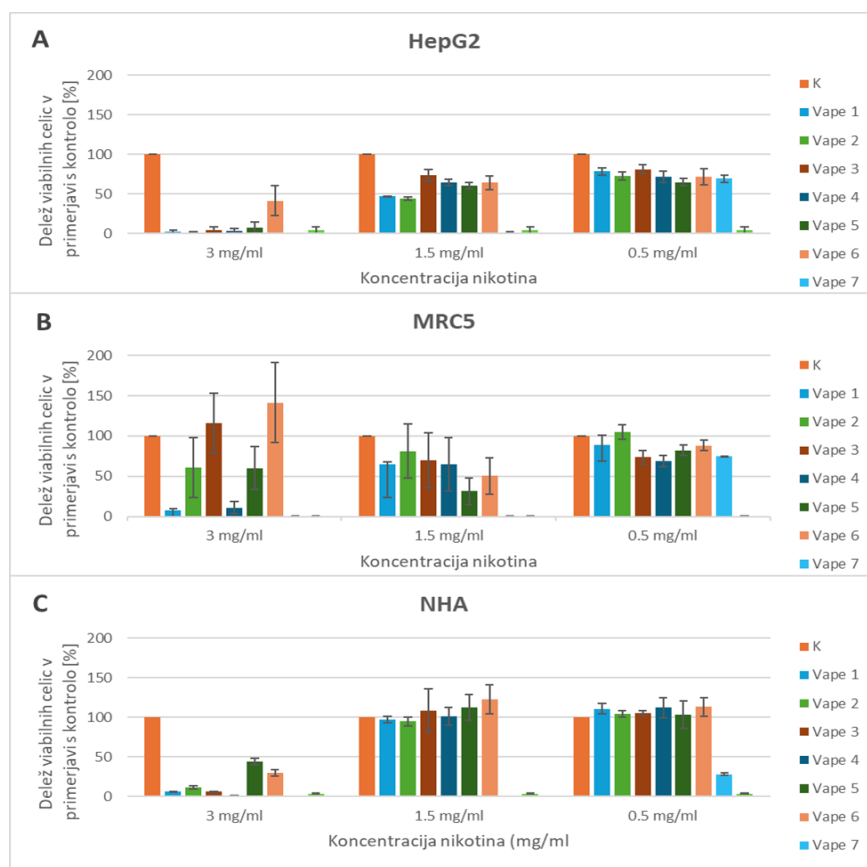 A
HepG2
Delež viabilnih celic v
primerjavi s kontrolo [%]
200
150
100
50
0
3 mg/ml
1.5 mg/ml
0.5 mg/ml
Koncentracija nikotina
K
Vape 1
Vape 2
Vape 3
Vape 4
Vape 5
Vape 6
Vape 7
B
MRC5
Delež viabilnih celic v
primerjavi s kontrolo [%]
200
150
100
50
0
3 mg/ml
1.5 mg/ml
0.5 mg/ml
Koncentracija nikotina
K
Vape 1
Vape 2
Vape 3
Vape 4
Vape 5
Vape 6
Vape 7
C
NHA
Delež viabilnih celic v
primerjavi s kontrolo [%]
200
150
100
50
0
3 mg/ml
1.5 mg/ml
0.5 mg/ml
Koncentracija nikotina (mg/ml
K
Vape 1
Vape 2
Vape 3
Vape 4
Vape 5
Vape 6
Vape 7